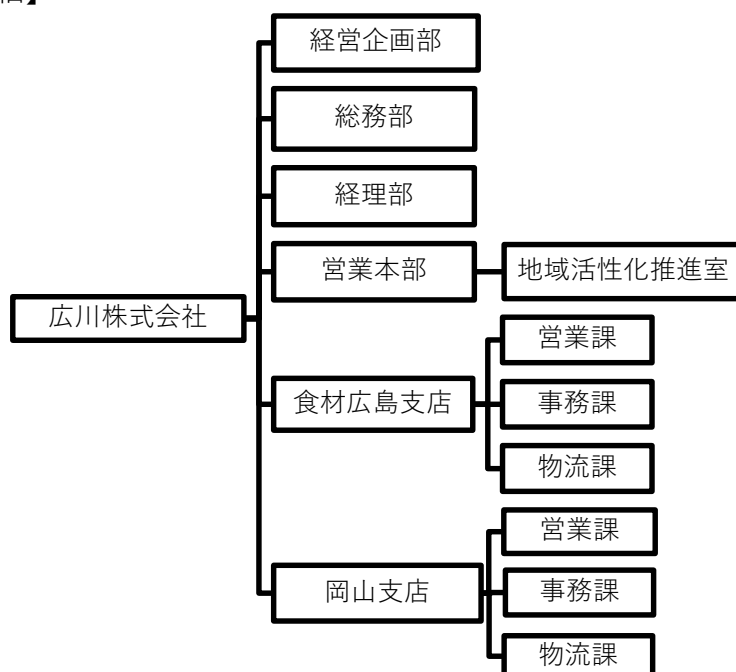 経営企画部
総務部
経理部
営業本部
地域活性化推進室
広川株式会社
営業課
食材広島支店
事務課
物流課
営業課
岡山支店
事務課
物流課